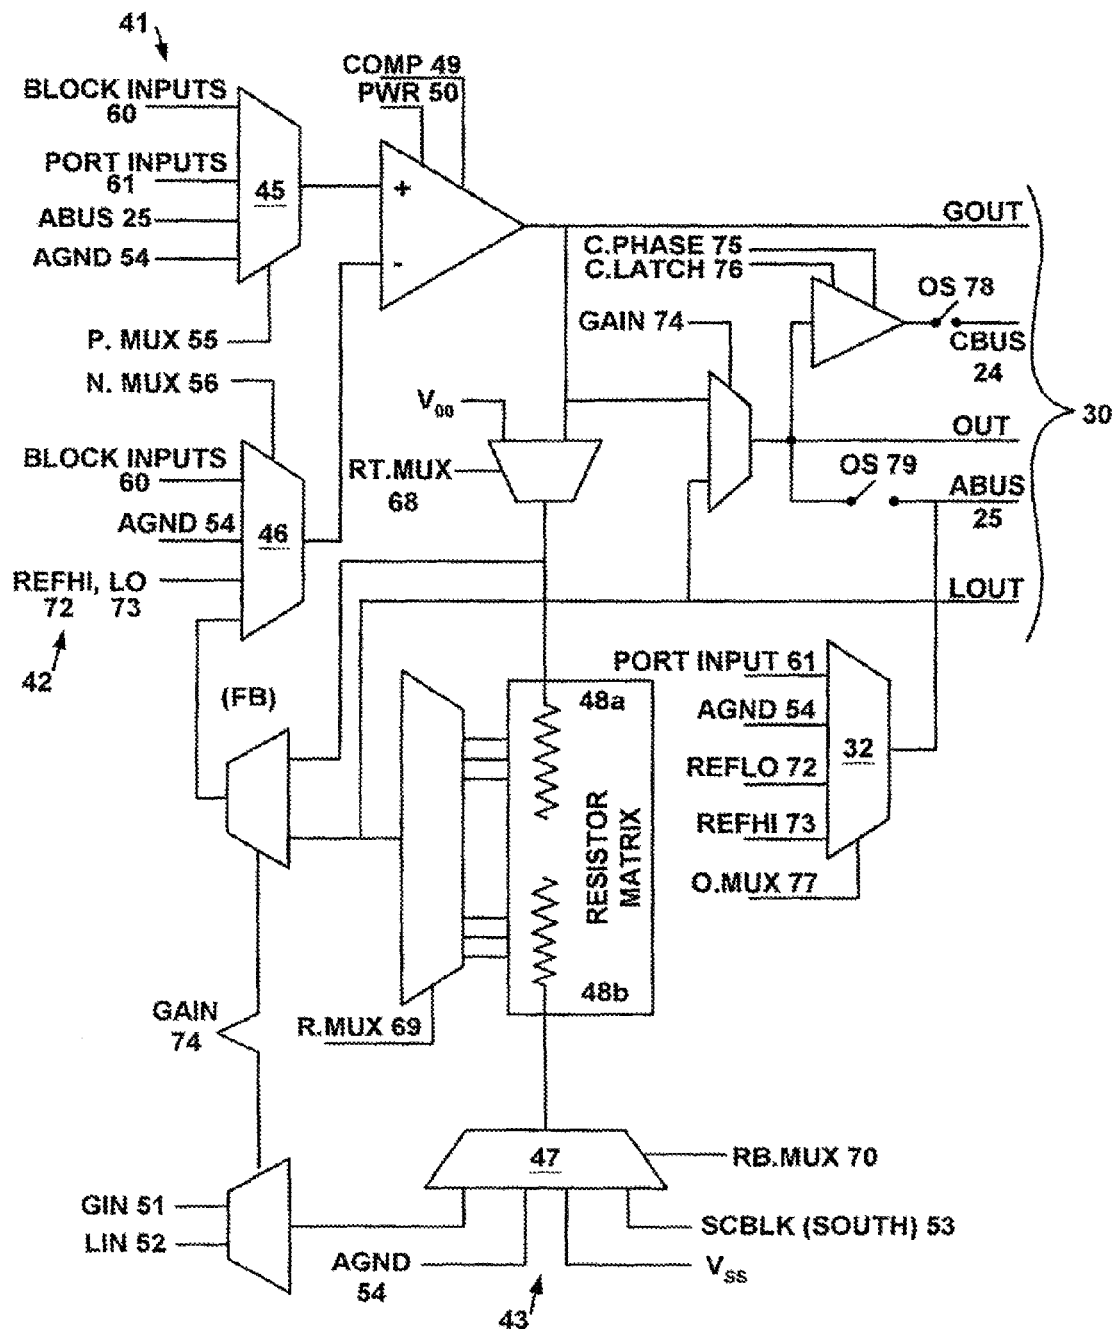 41
BLOCK INPUTS
60
PORT INPUTS
61
ABUS 25
AGND 54
45
P. MUX 55
COMP 49
PWR 50
+
-
GOUT
C.PHASE 75
C.LATCH 76
OS 78
CBUS
24
GAIN 74
30
N. MUX 56
V00
BLOCK INPUTS
60
RT.MUX
68
OUT
OS 79
ABUS
25
AGND 54
46
REFHI, LO
72 73
42
LOUT
(FB)
PORT INPUT 61
AGND 54
32
REFLO 72
REFHI 73
O.MUX 77
48a
RESISTOR
MATRIX
48b
R.MUX 69
GAIN
74
47
RB.MUX 70
GIN 51
LIN 52
SCBLK (SOUTH) 53
AGND
54
VSS
43